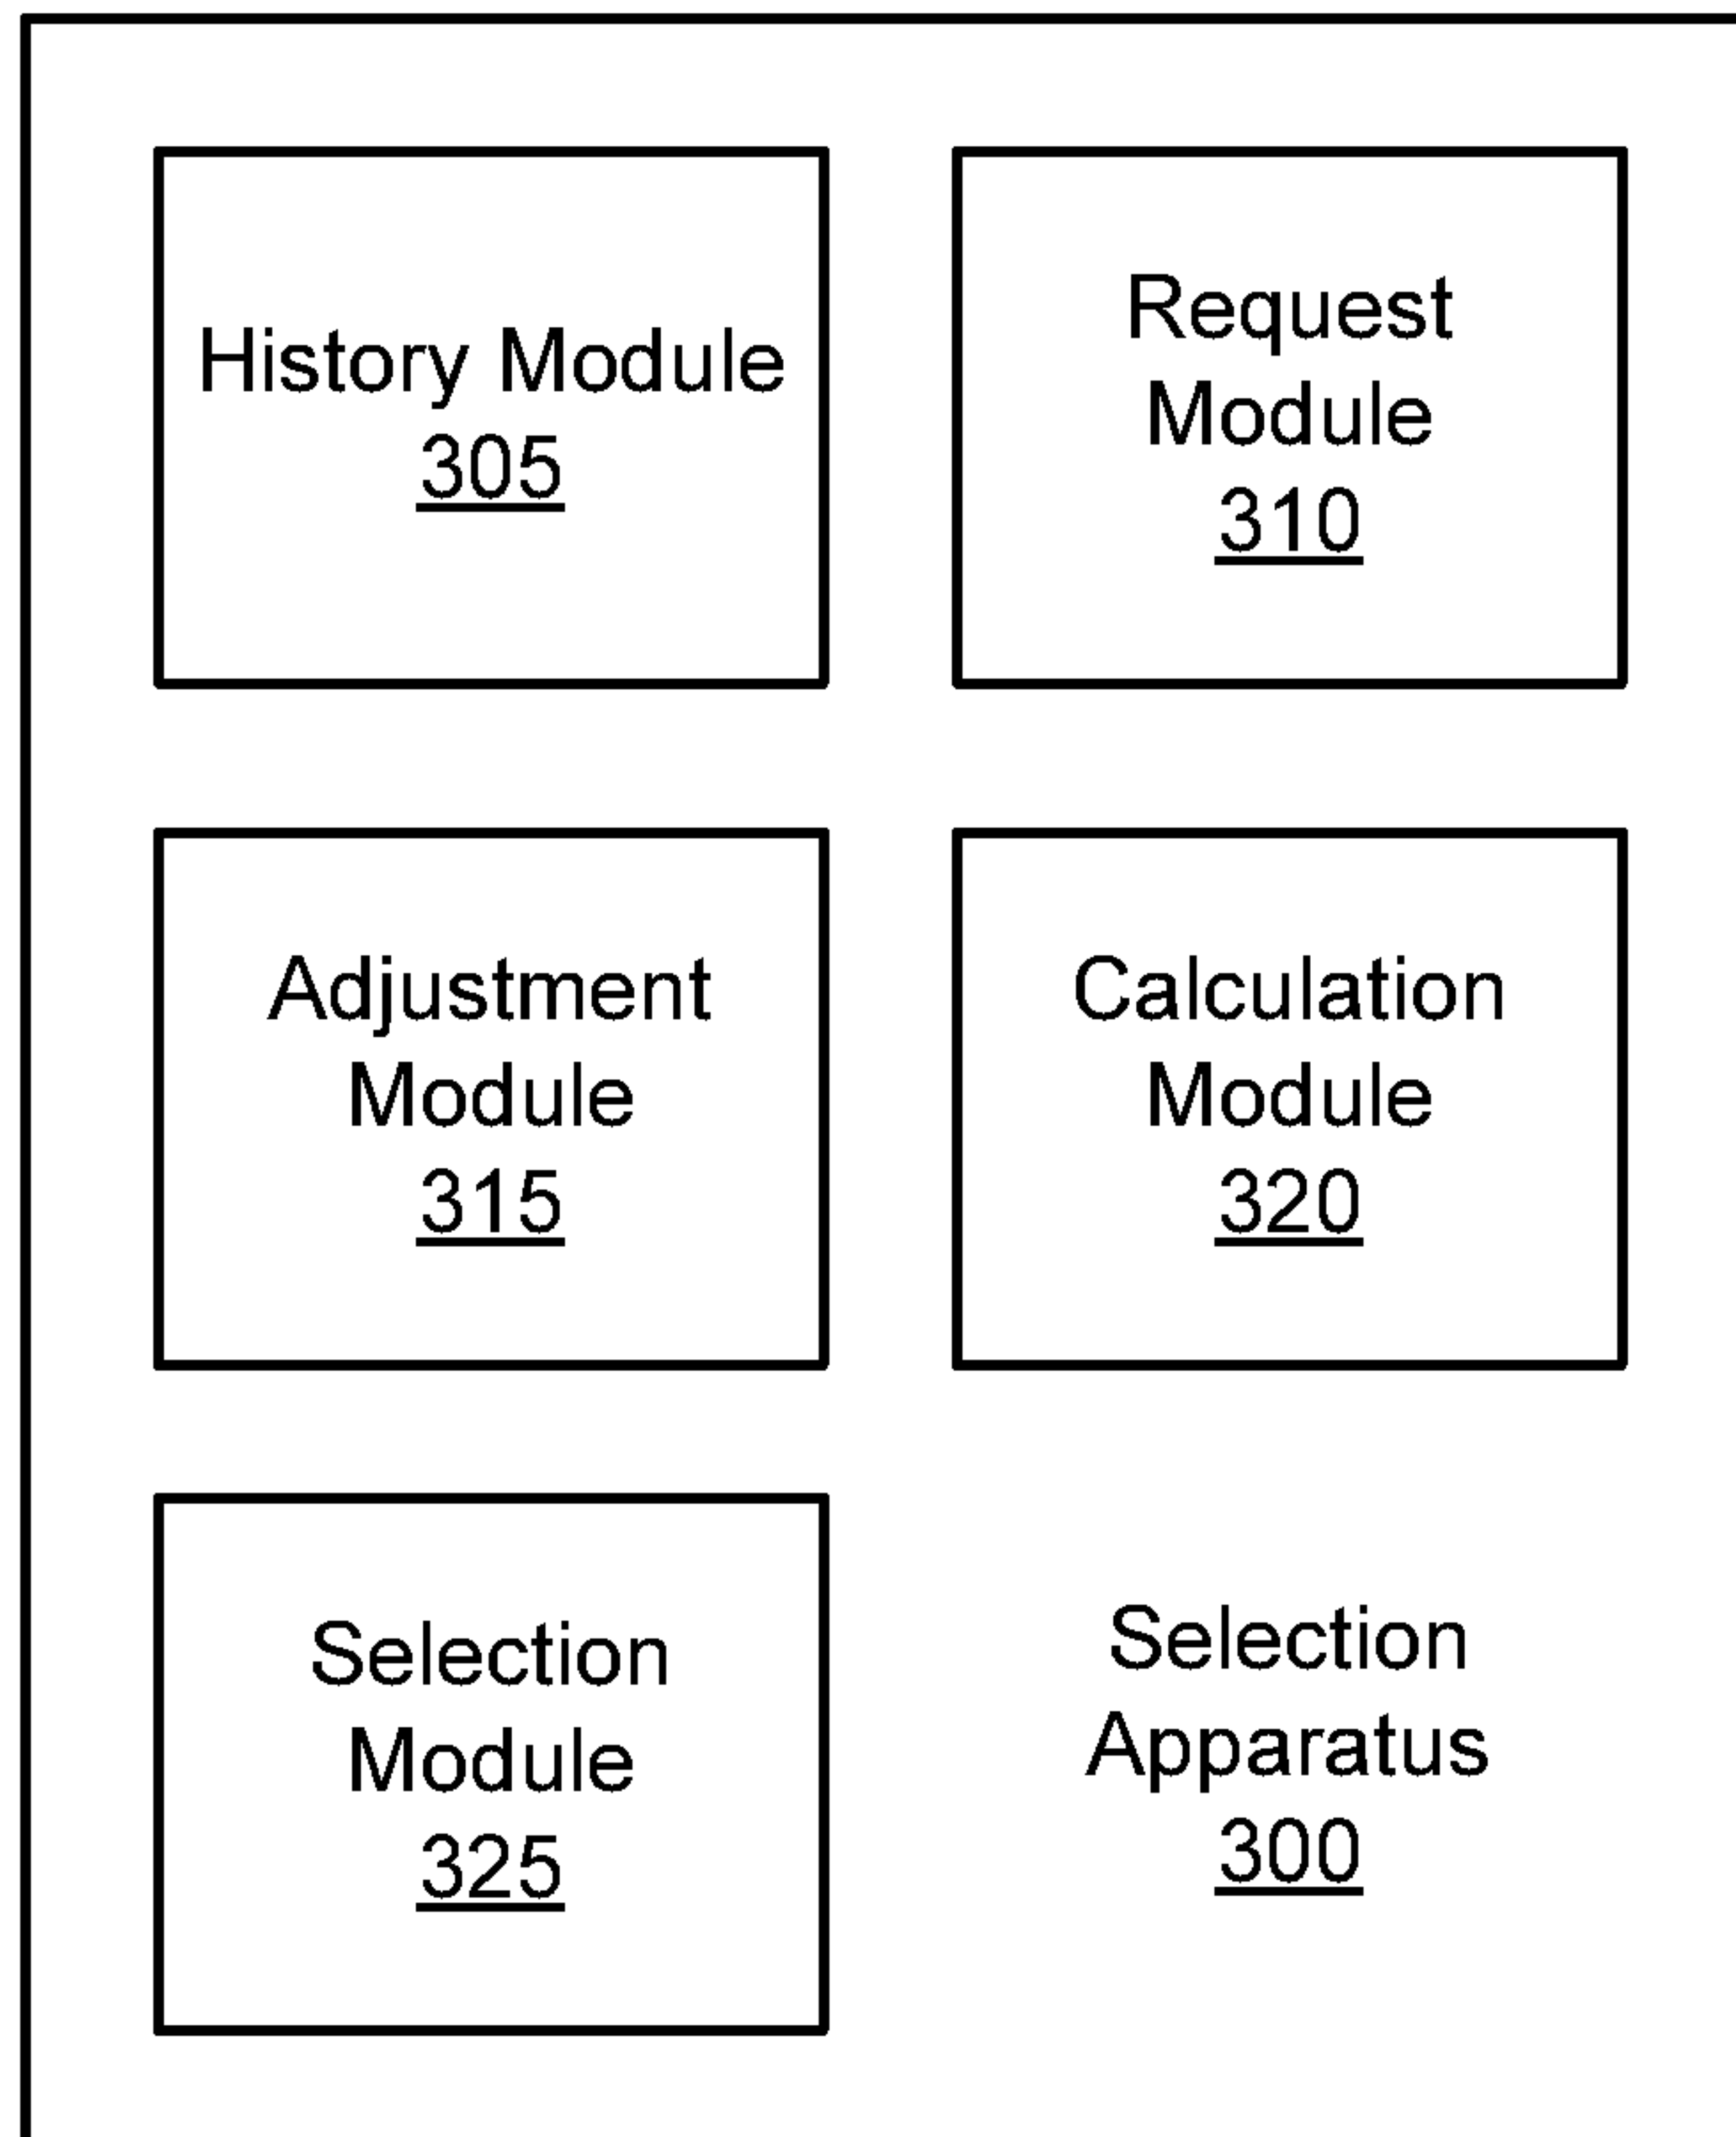 History Module
305
Request
Module
310
Adjustment
Module
315
Calculation
Module
320
Selection
Module
325
Selection
Apparatus
300